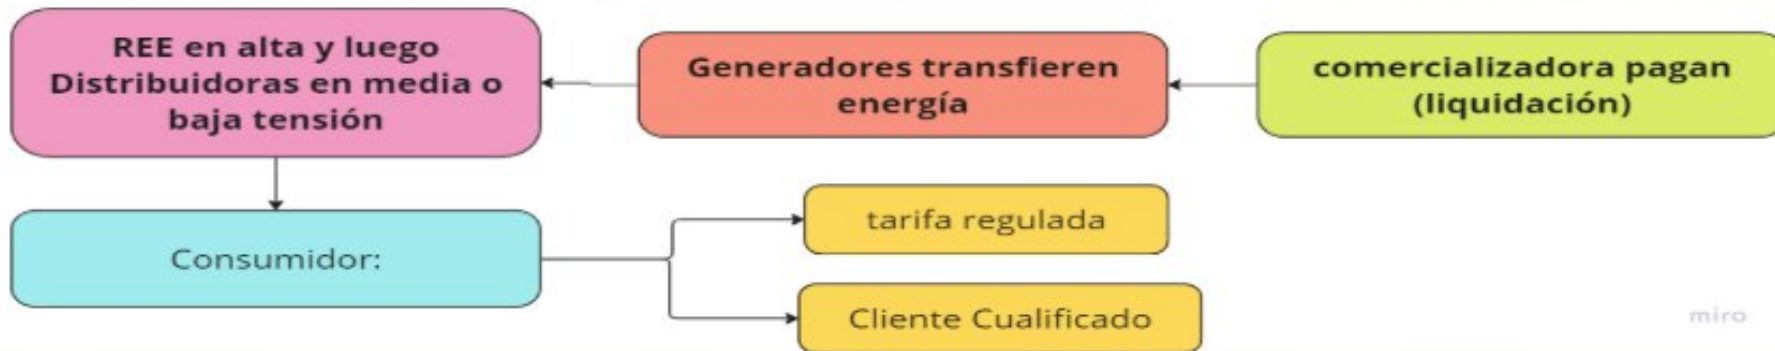 REE en alta y luego
Distribuidoras en media o
baja tensión
Generadores transfieren
energía
comercializadora pagan
(liquidación)
Consumidor:
tarifa regulada
Cliente Cualificado
miro